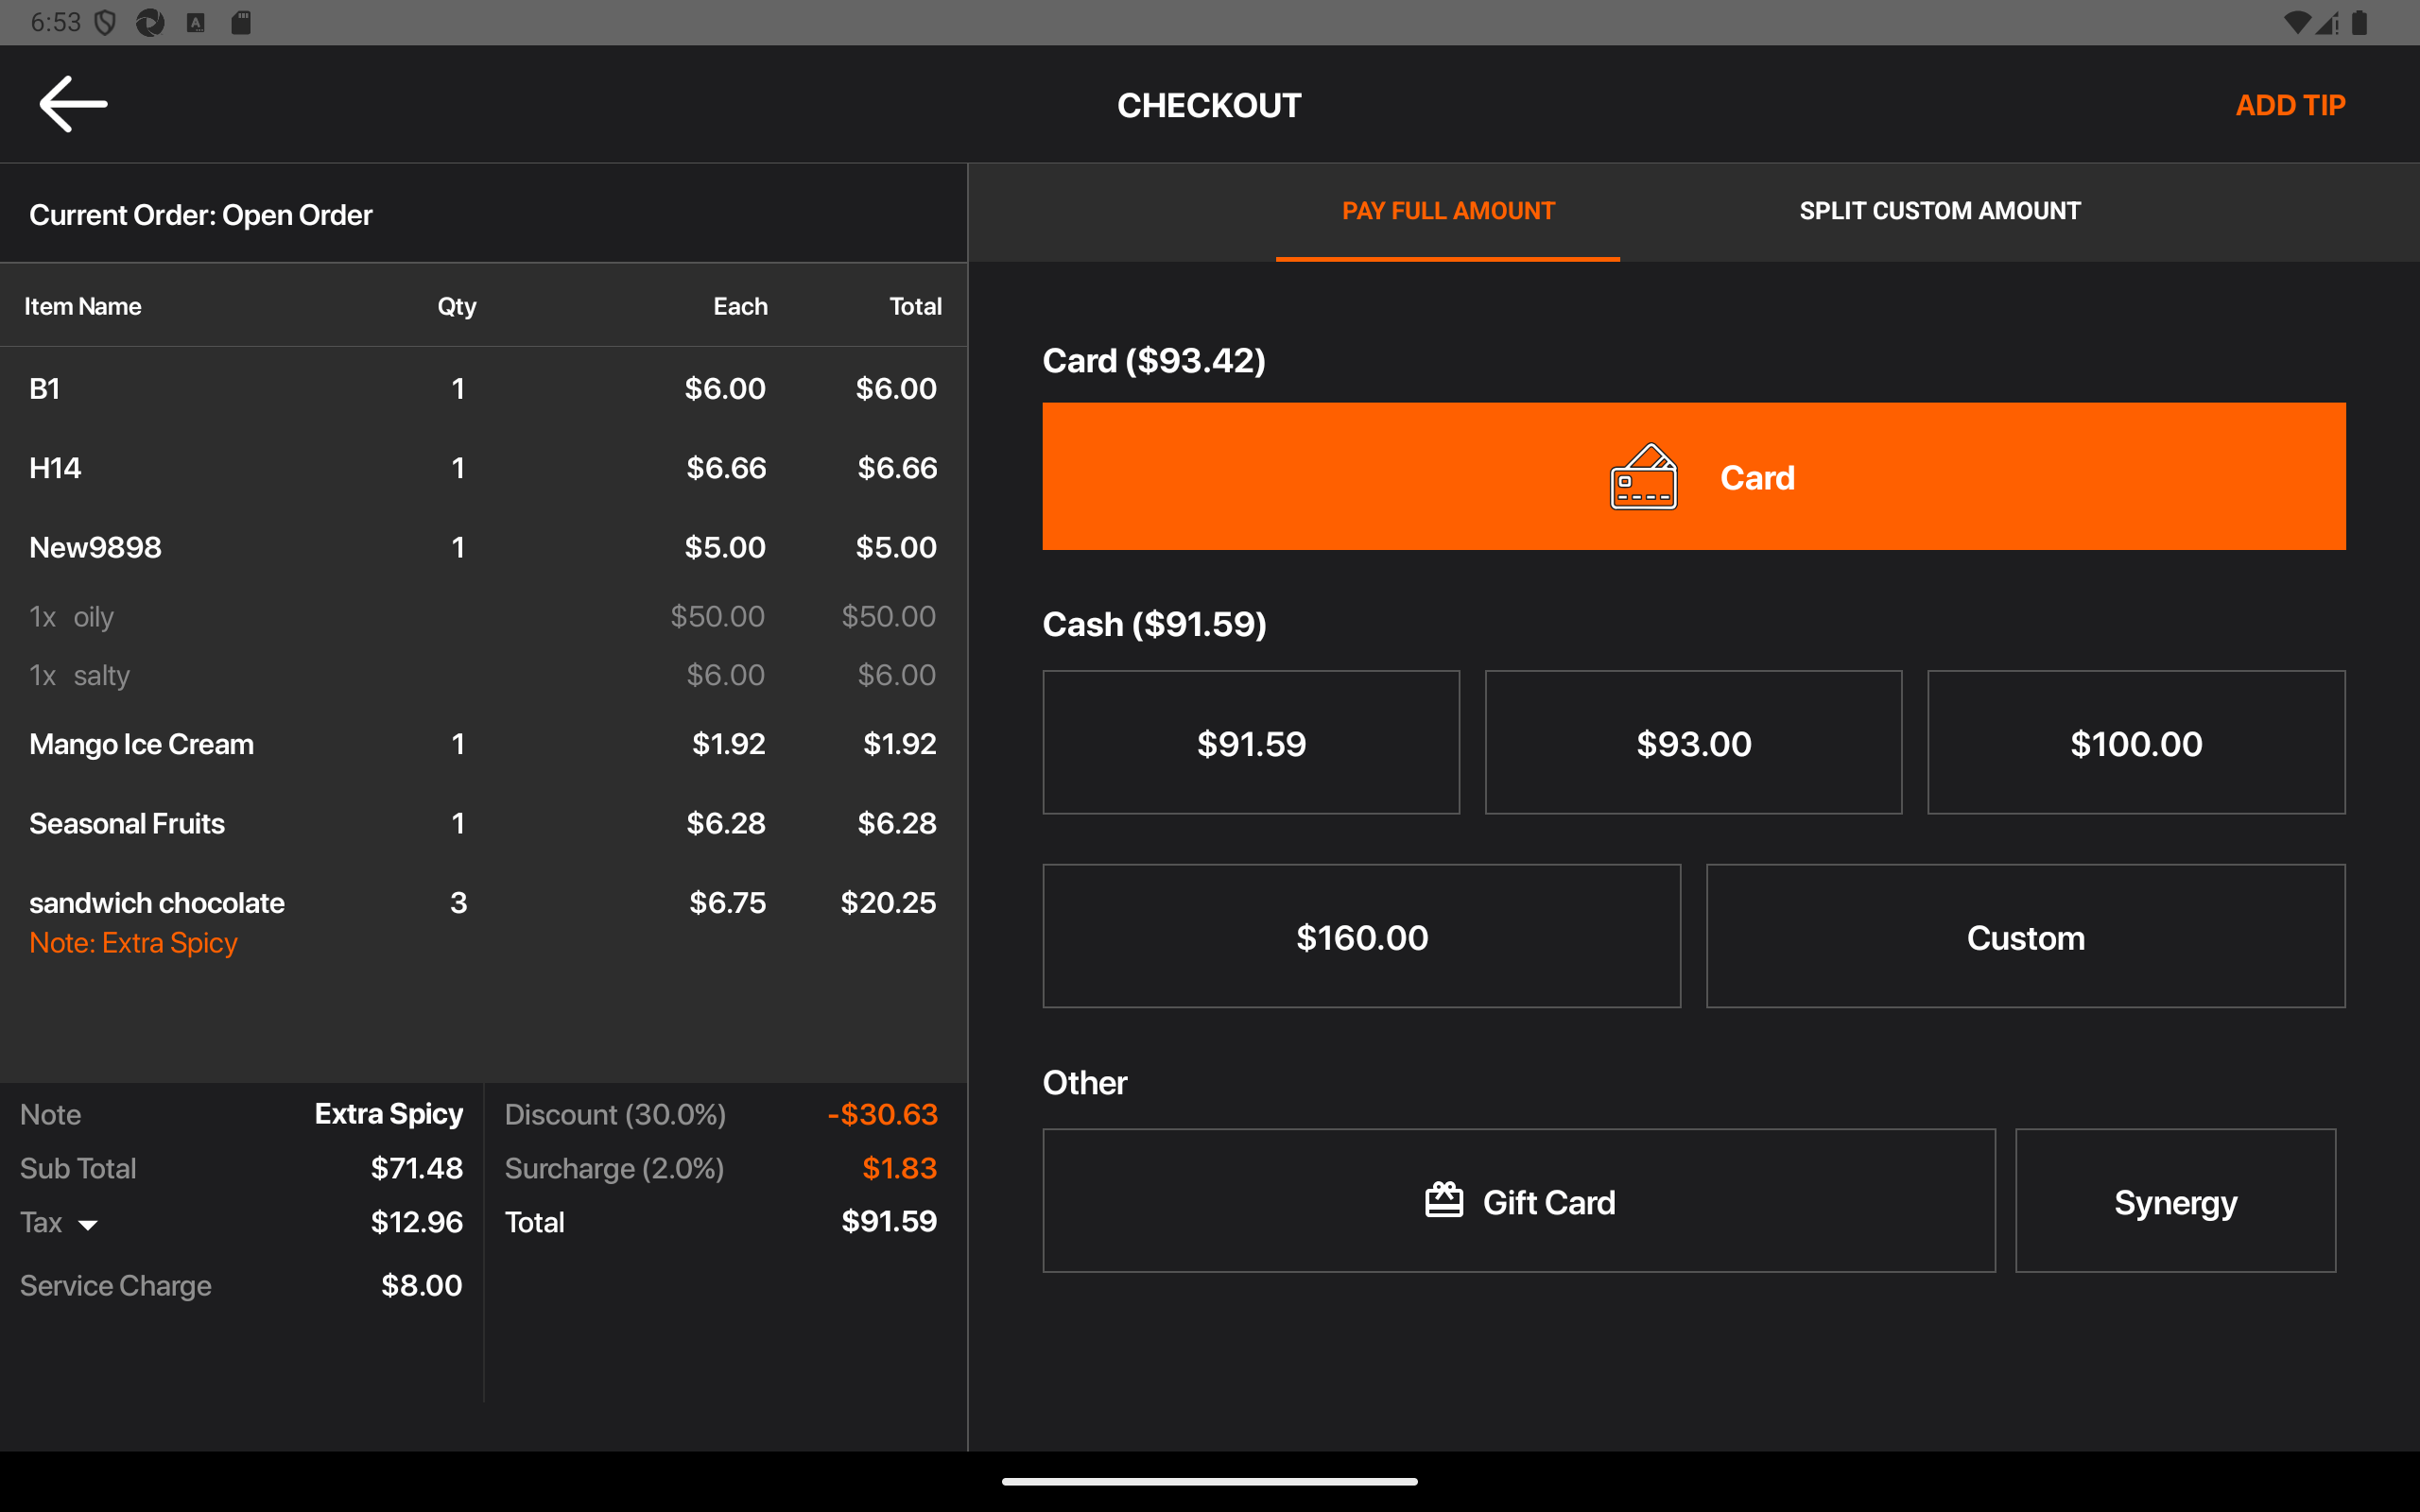 6:53
CHECKOUT
ADD TIP
Current Order: Open Order
PAY FULL AMOUNT
SPLIT CUSTOM AMOUNT
Item Name Qty Each Total
B1 1 $6.00 $6.00
H14 1 $6.66 $6.66
New9898 1 $5.00 $5.00
1x oily $50.00 $50.00
1x salty $6.00 $6.00
Mango Ice Cream 1 $1.92 $1.92
Seasonal Fruits 1 $6.28 $6.28
sandwich chocolate 3 $6.75 $20.25
Note: Extra Spicy
Note Extra Spicy
Sub Total $71.48
Tax $12.96
Service Charge $8.00
Discount (30.0%) -$30.63
Surcharge (2.0%) $1.83
Total $91.59
Card ($93.42)
Card
Cash ($91.59)
$91.59 $93.00 $100.00
$160.00 Custom
Other
Gift Card Synergy